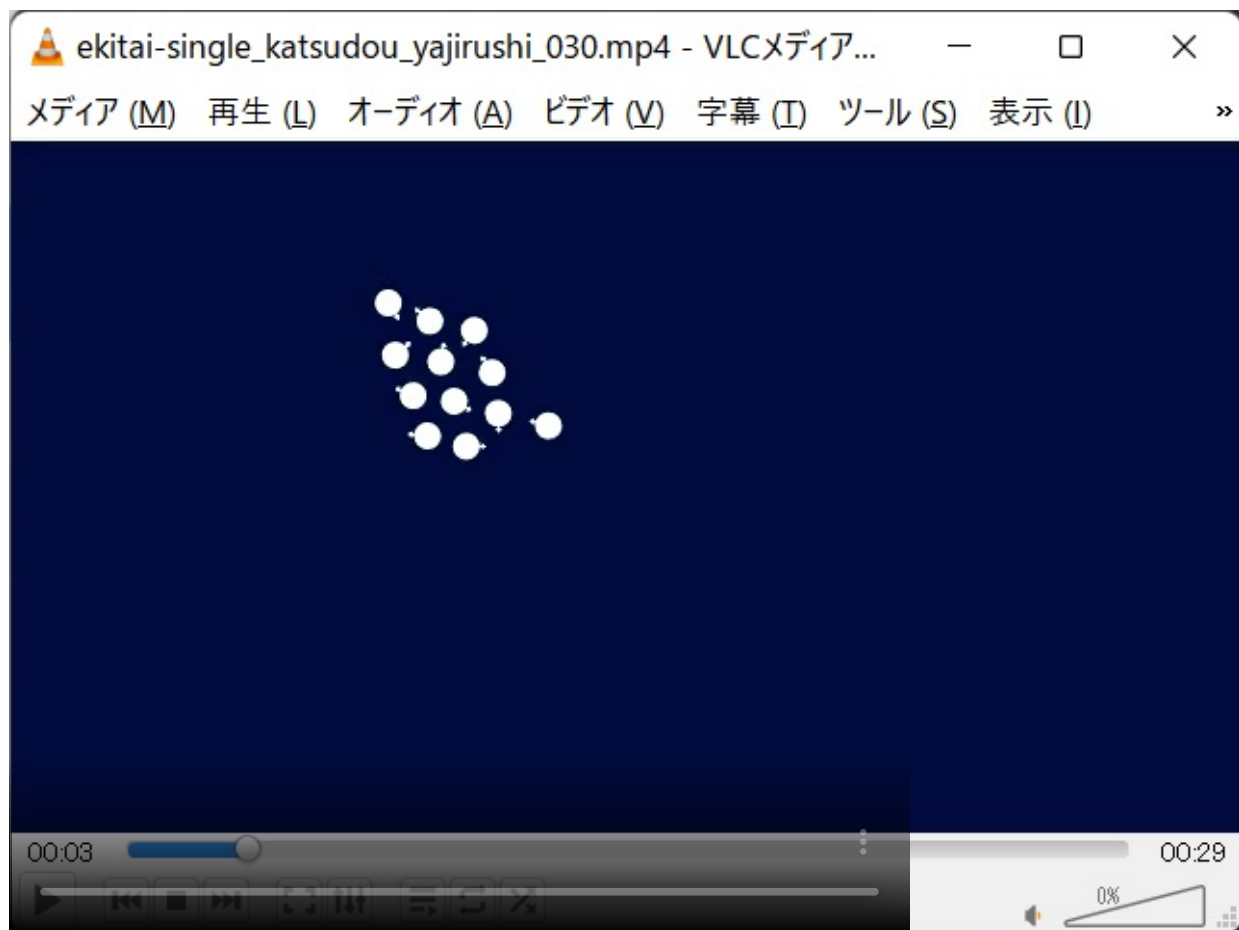 ekitai-single_katsudou_yajirushi_030.mp4 - VLCメディア...
メディア (M) 再生 (L) オーディオ (A) ビデオ (V) 字幕 (T) ツール (S) 表示 (I) »
00:03 00:29
0%